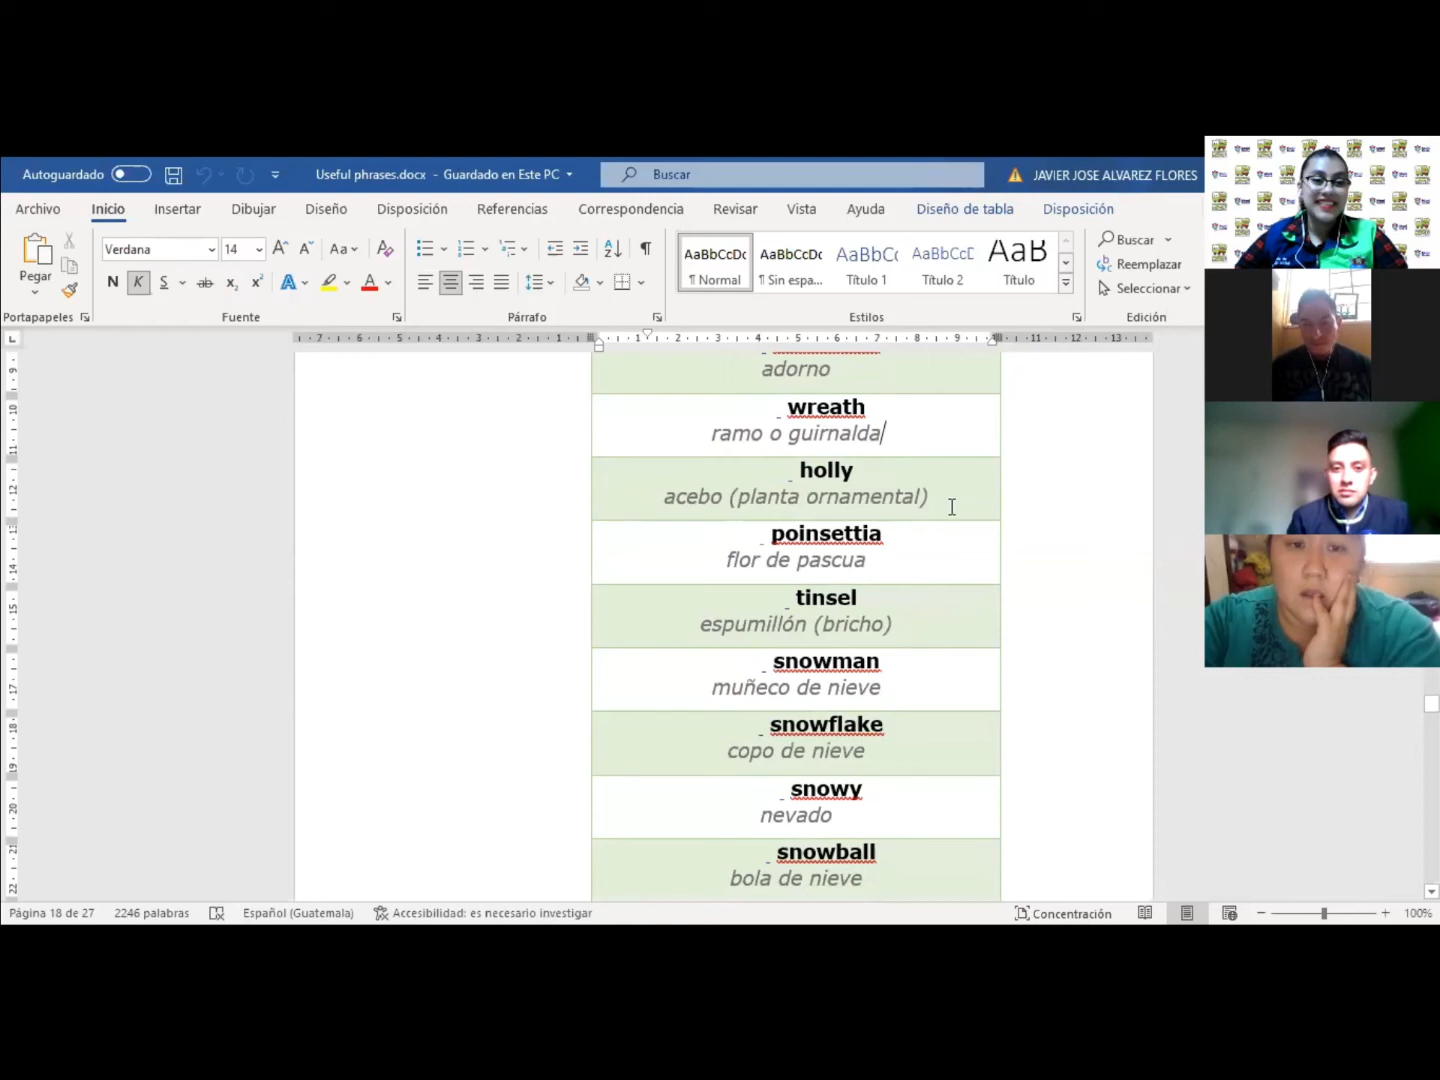 Autoguardado
Useful phrases.docx - Guardado en Este PC
Buscar
JAVIER JOSE ALVAREZ FLORES
Archivo Inicio Insertar Dibujar Diseño Disposición Referencias Correspondencia Revisar Vista Ayuda Diseño de tabla Disposición
Pegar
Verdana 14
N K S ab
AaBbCcDc AaBbCcDc AaBbC AaBbCcD AaB
¶ Normal ¶ Sin espa... Título 1 Título 2 Título
Buscar
Reemplazar
Seleccionar
Portapapeles Fuente Párrafo Estilos Edición
adorno
wreath
ramo o guirnalda
holly
acebo (planta ornamental)
poinsettia
flor de pascua
tinsel
espumillón (bricho)
snowman
muñeco de nieve
snowflake
copo de nieve
snowy
nevado
snowball
bola de nieve
Página 18 de 27 2246 palabras Español (Guatemala) Accesibilidad: es necesario investigar Concentración 100%